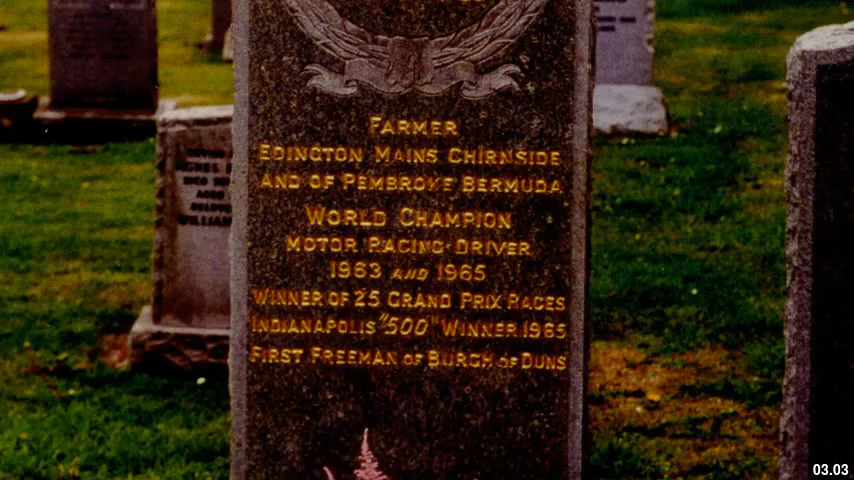 FARMER
EDINGTON MAINS CHIRNSIDE
AND OF PEMBROKE BERMUDA
WORLD CHAMPION
MOTOR RACING DRIVER
1963 AND 1965
WINNER OF 25 GRAND PRIX RACES
INDIANAPOLIS "500" WINNER 1965
FIRST FREEMAN OF BURGH OF DUNS
03.03